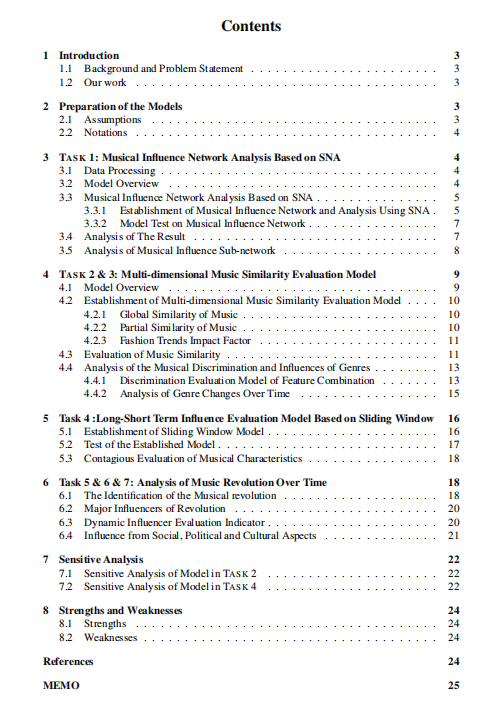 Contents
1 Introduction 3
1.1 Background and Problem Statement . . . . . . . . . . . . . . . . . . . . . . . 3
1.2 Our work . . . . . . . . . . . . . . . . . . . . . . . . . . . . . . . . . . . . 3
2 Preparation of the Models 3
2.1 Assumptions . . . . . . . . . . . . . . . . . . . . . . . . . . . . . . . . . . 3
2.2 Notations . . . . . . . . . . . . . . . . . . . . . . . . . . . . . . . . . . . . 4
3 TASK 1: Musical Influence Network Analysis Based on SNA 4
3.1 Data Processing . . . . . . . . . . . . . . . . . . . . . . . . . . . . . . . . . 4
3.2 Model Overview . . . . . . . . . . . . . . . . . . . . . . . . . . . . . . . . 4
3.3 Musical Influence Network Analysis Based on SNA . . . . . . . . . . . . . . 5
3.3.1 Establishment of Musical Influence Network and Analysis Using SNA . 5
3.3.2 Model Test on Musical Influence Network . . . . . . . . . . . . . . . 7
3.4 Analysis of The Result . . . . . . . . . . . . . . . . . . . . . . . . . . . . . 7
3.5 Analysis of Musical Influence Sub-network . . . . . . . . . . . . . . . . . . 8
4 TASK 2 & 3: Multi-dimensional Music Similarity Evaluation Model 9
4.1 Model Overview . . . . . . . . . . . . . . . . . . . . . . . . . . . . . . . . 9
4.2 Establishment of Multi-dimensional Music Similarity Evaluation Model . . . . 10
4.2.1 Global Similarity of Music . . . . . . . . . . . . . . . . . . . . . . . 10
4.2.2 Partial Similarity of Music . . . . . . . . . . . . . . . . . . . . . . . 10
4.2.3 Fashion Trends Impact Factor . . . . . . . . . . . . . . . . . . . . . 11
4.3 Evaluation of Music Similarity . . . . . . . . . . . . . . . . . . . . . . . . . 11
4.4 Analysis of the Musical Discrimination and Influences of Genres . . . . . . . . 13
4.4.1 Discrimination Evaluation Model of Feature Combination . . . . . . . 13
4.4.2 Analysis of Genre Changes Over Time . . . . . . . . . . . . . . . . 15
5 Task 4 :Long-Short Term Influence Evaluation Model Based on Sliding Window 16
5.1 Establishment of Sliding Window Model . . . . . . . . . . . . . . . . . . . . 16
5.2 Test of the Established Model . . . . . . . . . . . . . . . . . . . . . . . . . . 17
5.3 Contagious Evaluation of Musical Characteristics . . . . . . . . . . . . . . . 18
6 Task 5 & 6 & 7: Analysis of Music Revolution Over Time 18
6.1 The Identification of the Musical revolution . . . . . . . . . . . . . . . . . . 18
6.2 Major Influencers of Revolution . . . . . . . . . . . . . . . . . . . . . . . . 20
6.3 Dynamic Influencer Evaluation Indicator . . . . . . . . . . . . . . . . . . . . 20
6.4 Influence from Social, Political and Cultural Aspects . . . . . . . . . . . . . 21
7 Sensitive Analysis 22
7.1 Sensitive Analysis of Model in TASK 2 . . . . . . . . . . . . . . . . . . . . 22
7.2 Sensitive Analysis of Model in TASK 4 . . . . . . . . . . . . . . . . . . . . 22
8 Strengths and Weaknesses 24
8.1 Strengths . . . . . . . . . . . . . . . . . . . . . . . . . . . . . . . . . . . . 24
8.2 Weaknesses . . . . . . . . . . . . . . . . . . . . . . . . . . . . . . . . . . . 24
References 24
MEMO 25